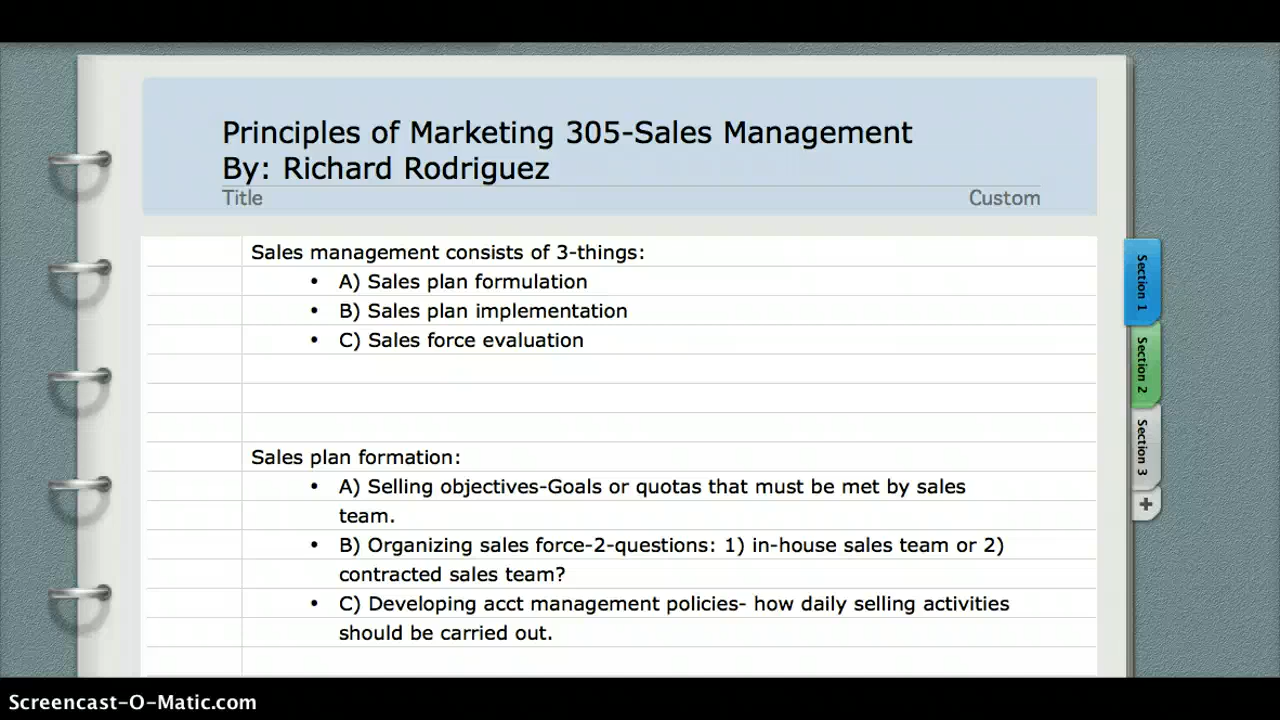 Principles of Marketing 305-Sales Management
By: Richard Rodriguez
Title Custom
Sales management consists of 3-things:
• A) Sales plan formulation
• B) Sales plan implementation
• C) Sales force evaluation
Sales plan formation:
• A) Selling objectives-Goals or quotas that must be met by sales
team.
• B) Organizing sales force-2-questions: 1) in-house sales team or 2)
contracted sales team?
• C) Developing acct management policies- how daily selling activities
should be carried out.
Section 1
Section 2
Section 3
+
Screencast-O-Matic.com